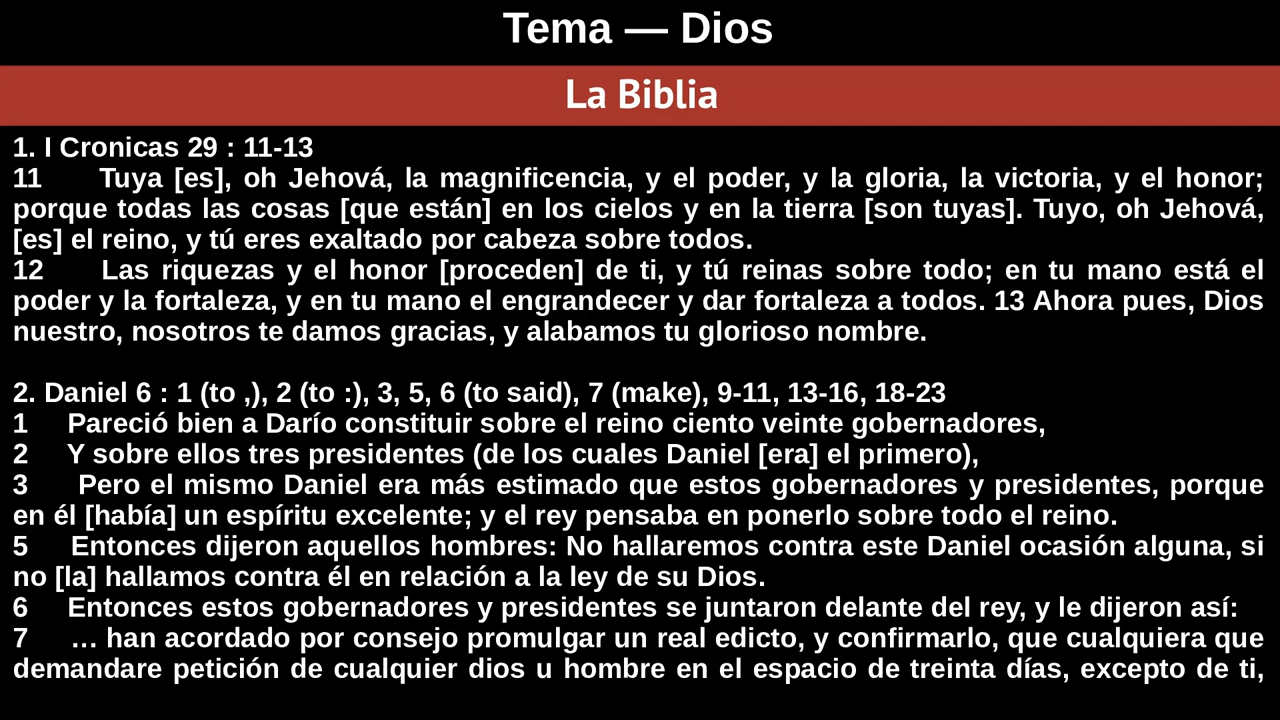 Tema — Dios
La Biblia
1. I Cronicas 29 : 11-13
11 Tuya [es], oh Jehová, la magnificencia, y el poder, y la gloria, la victoria, y el honor;
porque todas las cosas [que están] en los cielos y en la tierra [son tuyas]. Tuyo, oh Jehová,
[es] el reino, y tú eres exaltado por cabeza sobre todos.
12 Las riquezas y el honor [proceden] de ti, y tú reinas sobre todo; en tu mano está el
poder y la fortaleza, y en tu mano el engrandecer y dar fortaleza a todos. 13 Ahora pues, Dios
nuestro, nosotros te damos gracias, y alabamos tu glorioso nombre.
2. Daniel 6 : 1 (to ,), 2 (to :), 3, 5, 6 (to said), 7 (make), 9-11, 13-16, 18-23
1 Pareció bien a Darío constituir sobre el reino ciento veinte gobernadores,
2 Y sobre ellos tres presidentes (de los cuales Daniel [era] el primero),
3 Pero el mismo Daniel era más estimado que estos gobernadores y presidentes, porque
en él [había] un espíritu excelente; y el rey pensaba en ponerlo sobre todo el reino.
5 Entonces dijeron aquellos hombres: No hallaremos contra este Daniel ocasión alguna, si
no [la] hallamos contra él en relación a la ley de su Dios.
6 Entonces estos gobernadores y presidentes se juntaron delante del rey, y le dijeron así:
7 … han acordado por consejo promulgar un real edicto, y confirmarlo, que cualquiera que
demandare petición de cualquier dios u hombre en el espacio de treinta días, excepto de ti,